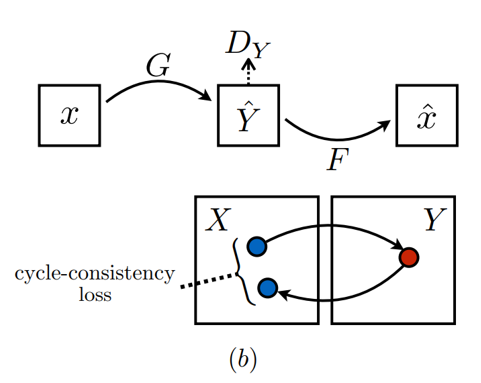 D_Y
G
x
Ŷ
x̂
F
X
Y
cycle-consistency
loss
(b)